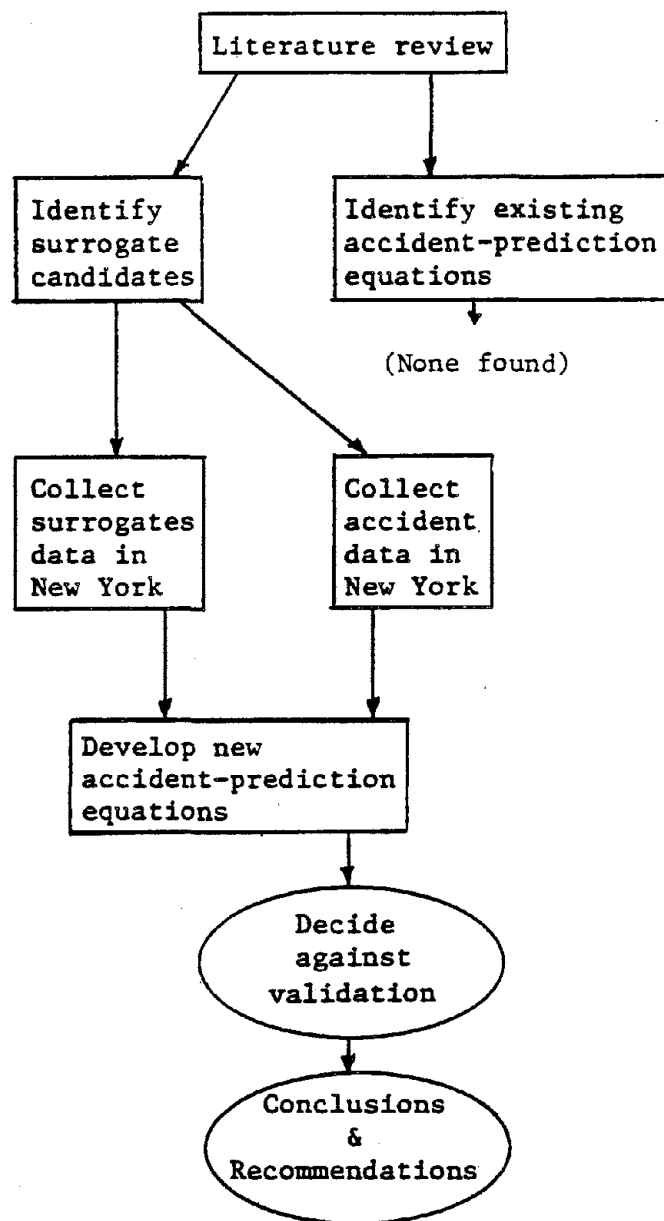 Literature review
Identify
surrogate
candidates
Identify existing
accident-prediction
equations
(None found)
Collect
surrogates
data in
New York
Collect
accident
data in
New York
Develop new
accident-prediction
equations
Decide
against
validation
Conclusions
&
Recommendations